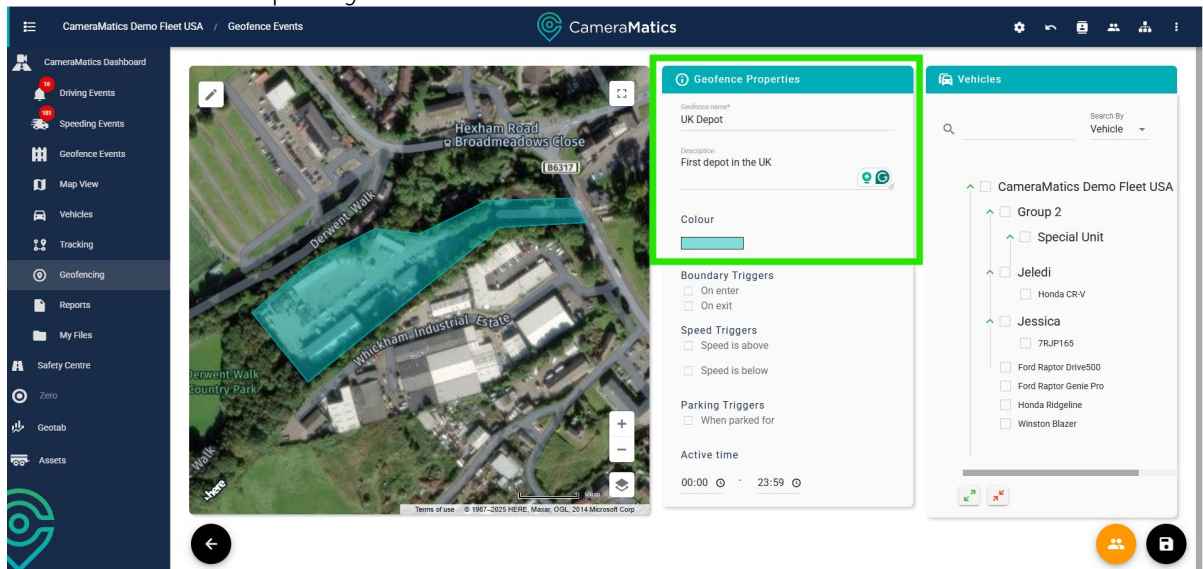 CameraMatics Demo Fleet USA / Geofence Events
CameraMatics
CameraMatics Dashboard
16
Driving Events
181
Speeding Events
Geofence Events
Map View
Vehicles
Tracking
Geofencing
Reports
My Files
Safety Centre
Zero
Geotab
Assets
Hexham Road
Broadmeadows Close
B6317
Derwent Walk
Whickham Industrial Estate
Derwent Walk
Country Park
Walk
here
Terms of use © 1987–2025 HERE, Maxar, OGL, 2014 Microsoft Corp
Geofence Properties
Geofence name*
UK Depot
Description
First depot in the UK
Colour
Boundary Triggers
On enter
On exit
Speed Triggers
Speed is above
Speed is below
Parking Triggers
When parked for
Active time
00:00 - 23:59
Vehicles
Search By
Vehicle
CameraMatics Demo Fleet USA
Group 2
Special Unit
Jeledi
Honda CR-V
Jessica
7RJP165
Ford Raptor Drive500
Ford Raptor Genie Pro
Honda Ridgeline
Winston Blazer